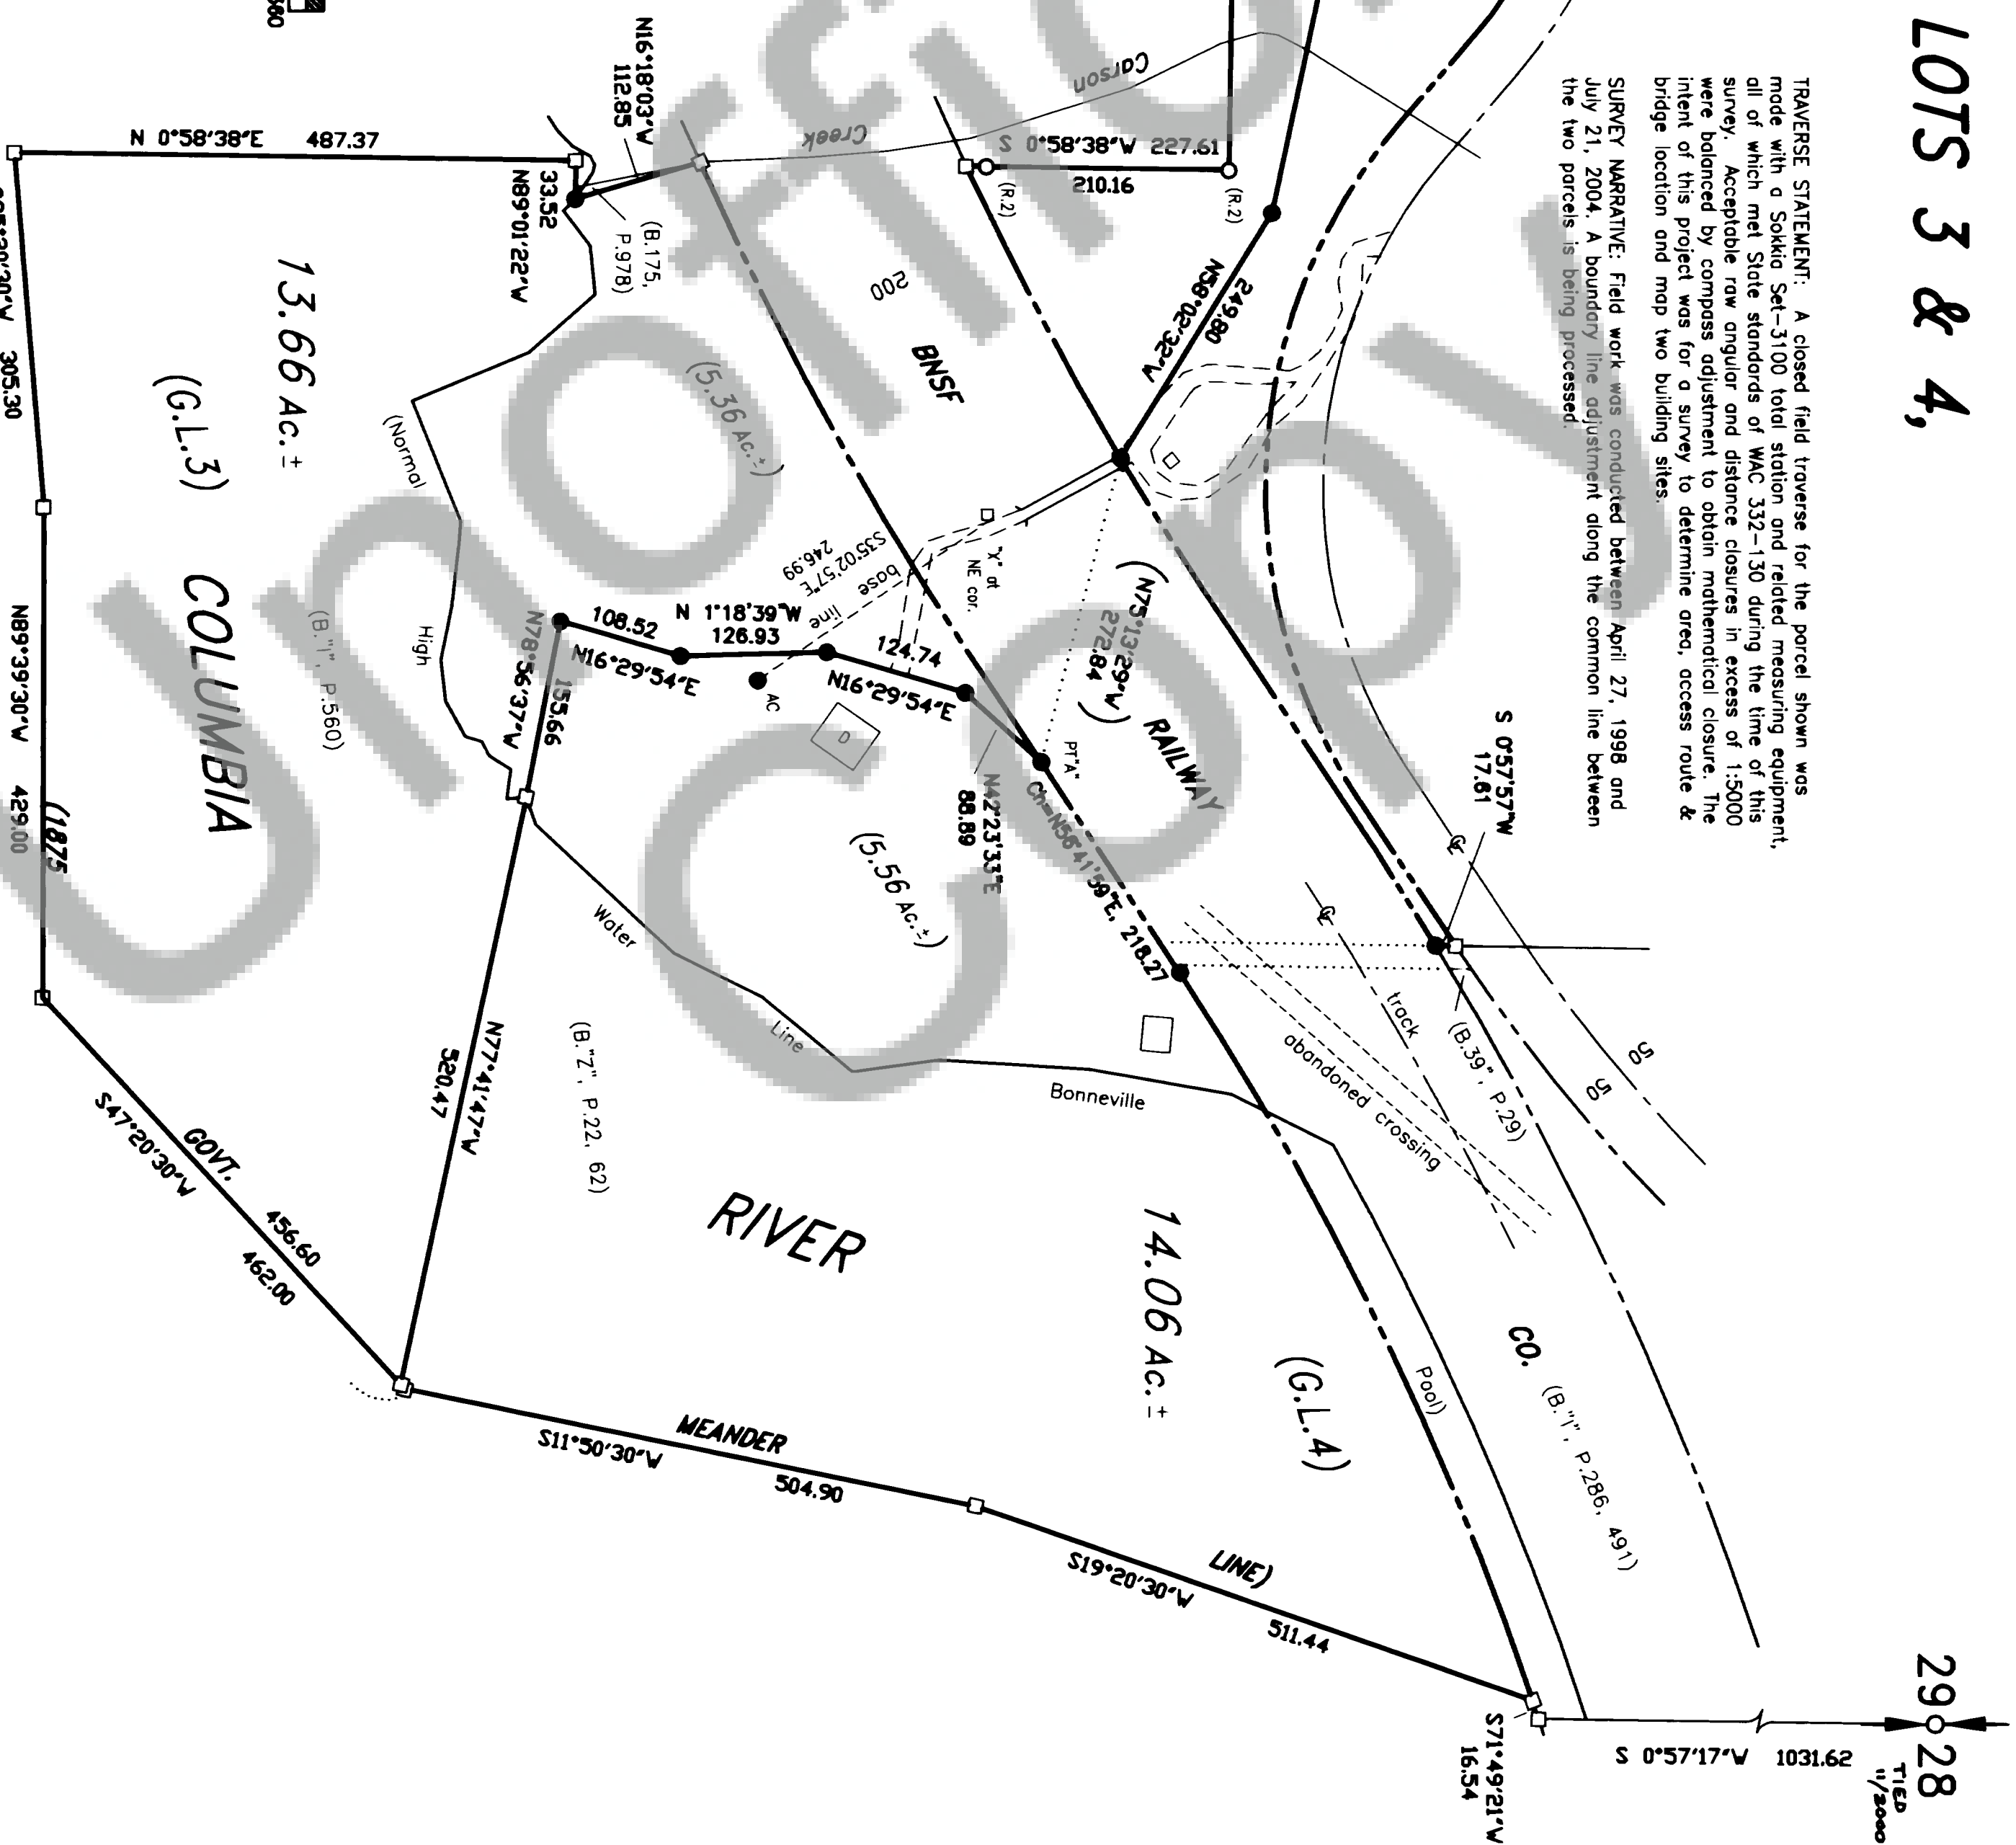 LOTS 3 & 4,
TRAVERSE STATEMENT: A closed field traverse for the parcel shown was
made with a Sokkia Set-3100 total station and related measuring equipment,
all of which met State standards of WAC 332-130 during the time of this
survey. Acceptable raw angular and distance closures in excess of 1:5000
were balanced by compass adjustment to obtain mathematical closure. The
intent of this project was for a survey to determine area, access route &
bridge location and map two building sites.
SURVEY NARRATIVE: Field work was conducted between April 27, 1998 and
July 21, 2004. A boundary line adjustment along the common line between
the two parcels is being processed.
29
28
TIED
11/2000
S 0°57'17"W 1031.62
S71°49'21"W
16.54
S 0°57'57"W
17.61
50
50
(B.39", P.29)
track
abandoned crossing
CO.
(B."I", P.286, 491)
Pool)
(G.L.4)
14.06 Ac.±
LINE)
S19°20'30"W
511.44
Bonneville
(R.2)
(R.2)
S 0°58'38"W 227.61
210.16
249.80
N58°02'32"W
Carson
Creek
200
BNSF
RAILWAY
(N75°13'29"W)
272.84
"X" at
NE cor.
PT"A"
Ch=N56°41'59"E, 218.27
N42°23'33"E
88.89
124.74
N16°29'54"E
S35°02'57"E
246.99
base
line
AC
D
N 1°18'39"W
126.93
108.52
N16°29'54"E
155.66
N78°56'37"W
(5.36 Ac.±)
(5.56 Ac.±)
N16°18'03"W
112.85
(B.175,
P.978)
33.52
N89°01'22"W
N 0°58'38"E 487.37
(Normal
High
Water
Line
13.66 Ac.±
(G.L.3)
COLUMBIA
RIVER
(B."I", P.560)
(B."Z", P.22, 62)
N77°41'47"W
520.47
MEANDER
S11°50'30"W
504.90
GOVT.
S47°20'30"W
456.60
462.00
(1875
N89°39'30"W 429.00
305.30
Unofficial
Copy